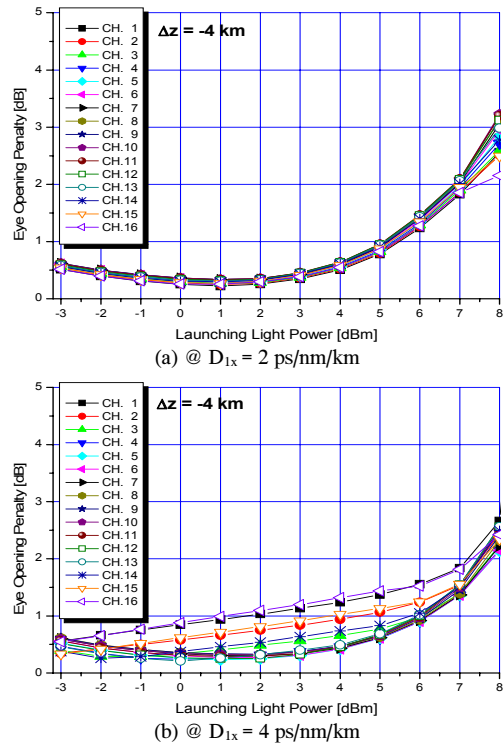 5
4
3
2
1
0
Eye Opening Penalty [dB]
CH. 1
CH. 2
CH. 3
CH. 4
CH. 5
CH. 6
CH. 7
CH. 8
CH. 9
CH.10
CH.11
CH.12
CH.13
CH.14
CH.15
CH.16
Δz = -4 km
-3 -2 -1 0 1 2 3 4 5 6 7 8
Launching Light Power [dBm]
(a) @ D1x = 2 ps/nm/km
5
4
3
2
1
0
Eye Opening Penalty [dB]
CH. 1
CH. 2
CH. 3
CH. 4
CH. 5
CH. 6
CH. 7
CH. 8
CH. 9
CH.10
CH.11
CH.12
CH.13
CH.14
CH.15
CH.16
Δz = -4 km
-3 -2 -1 0 1 2 3 4 5 6 7 8
Launching Light Power [dBm]
(b) @ D1x = 4 ps/nm/km